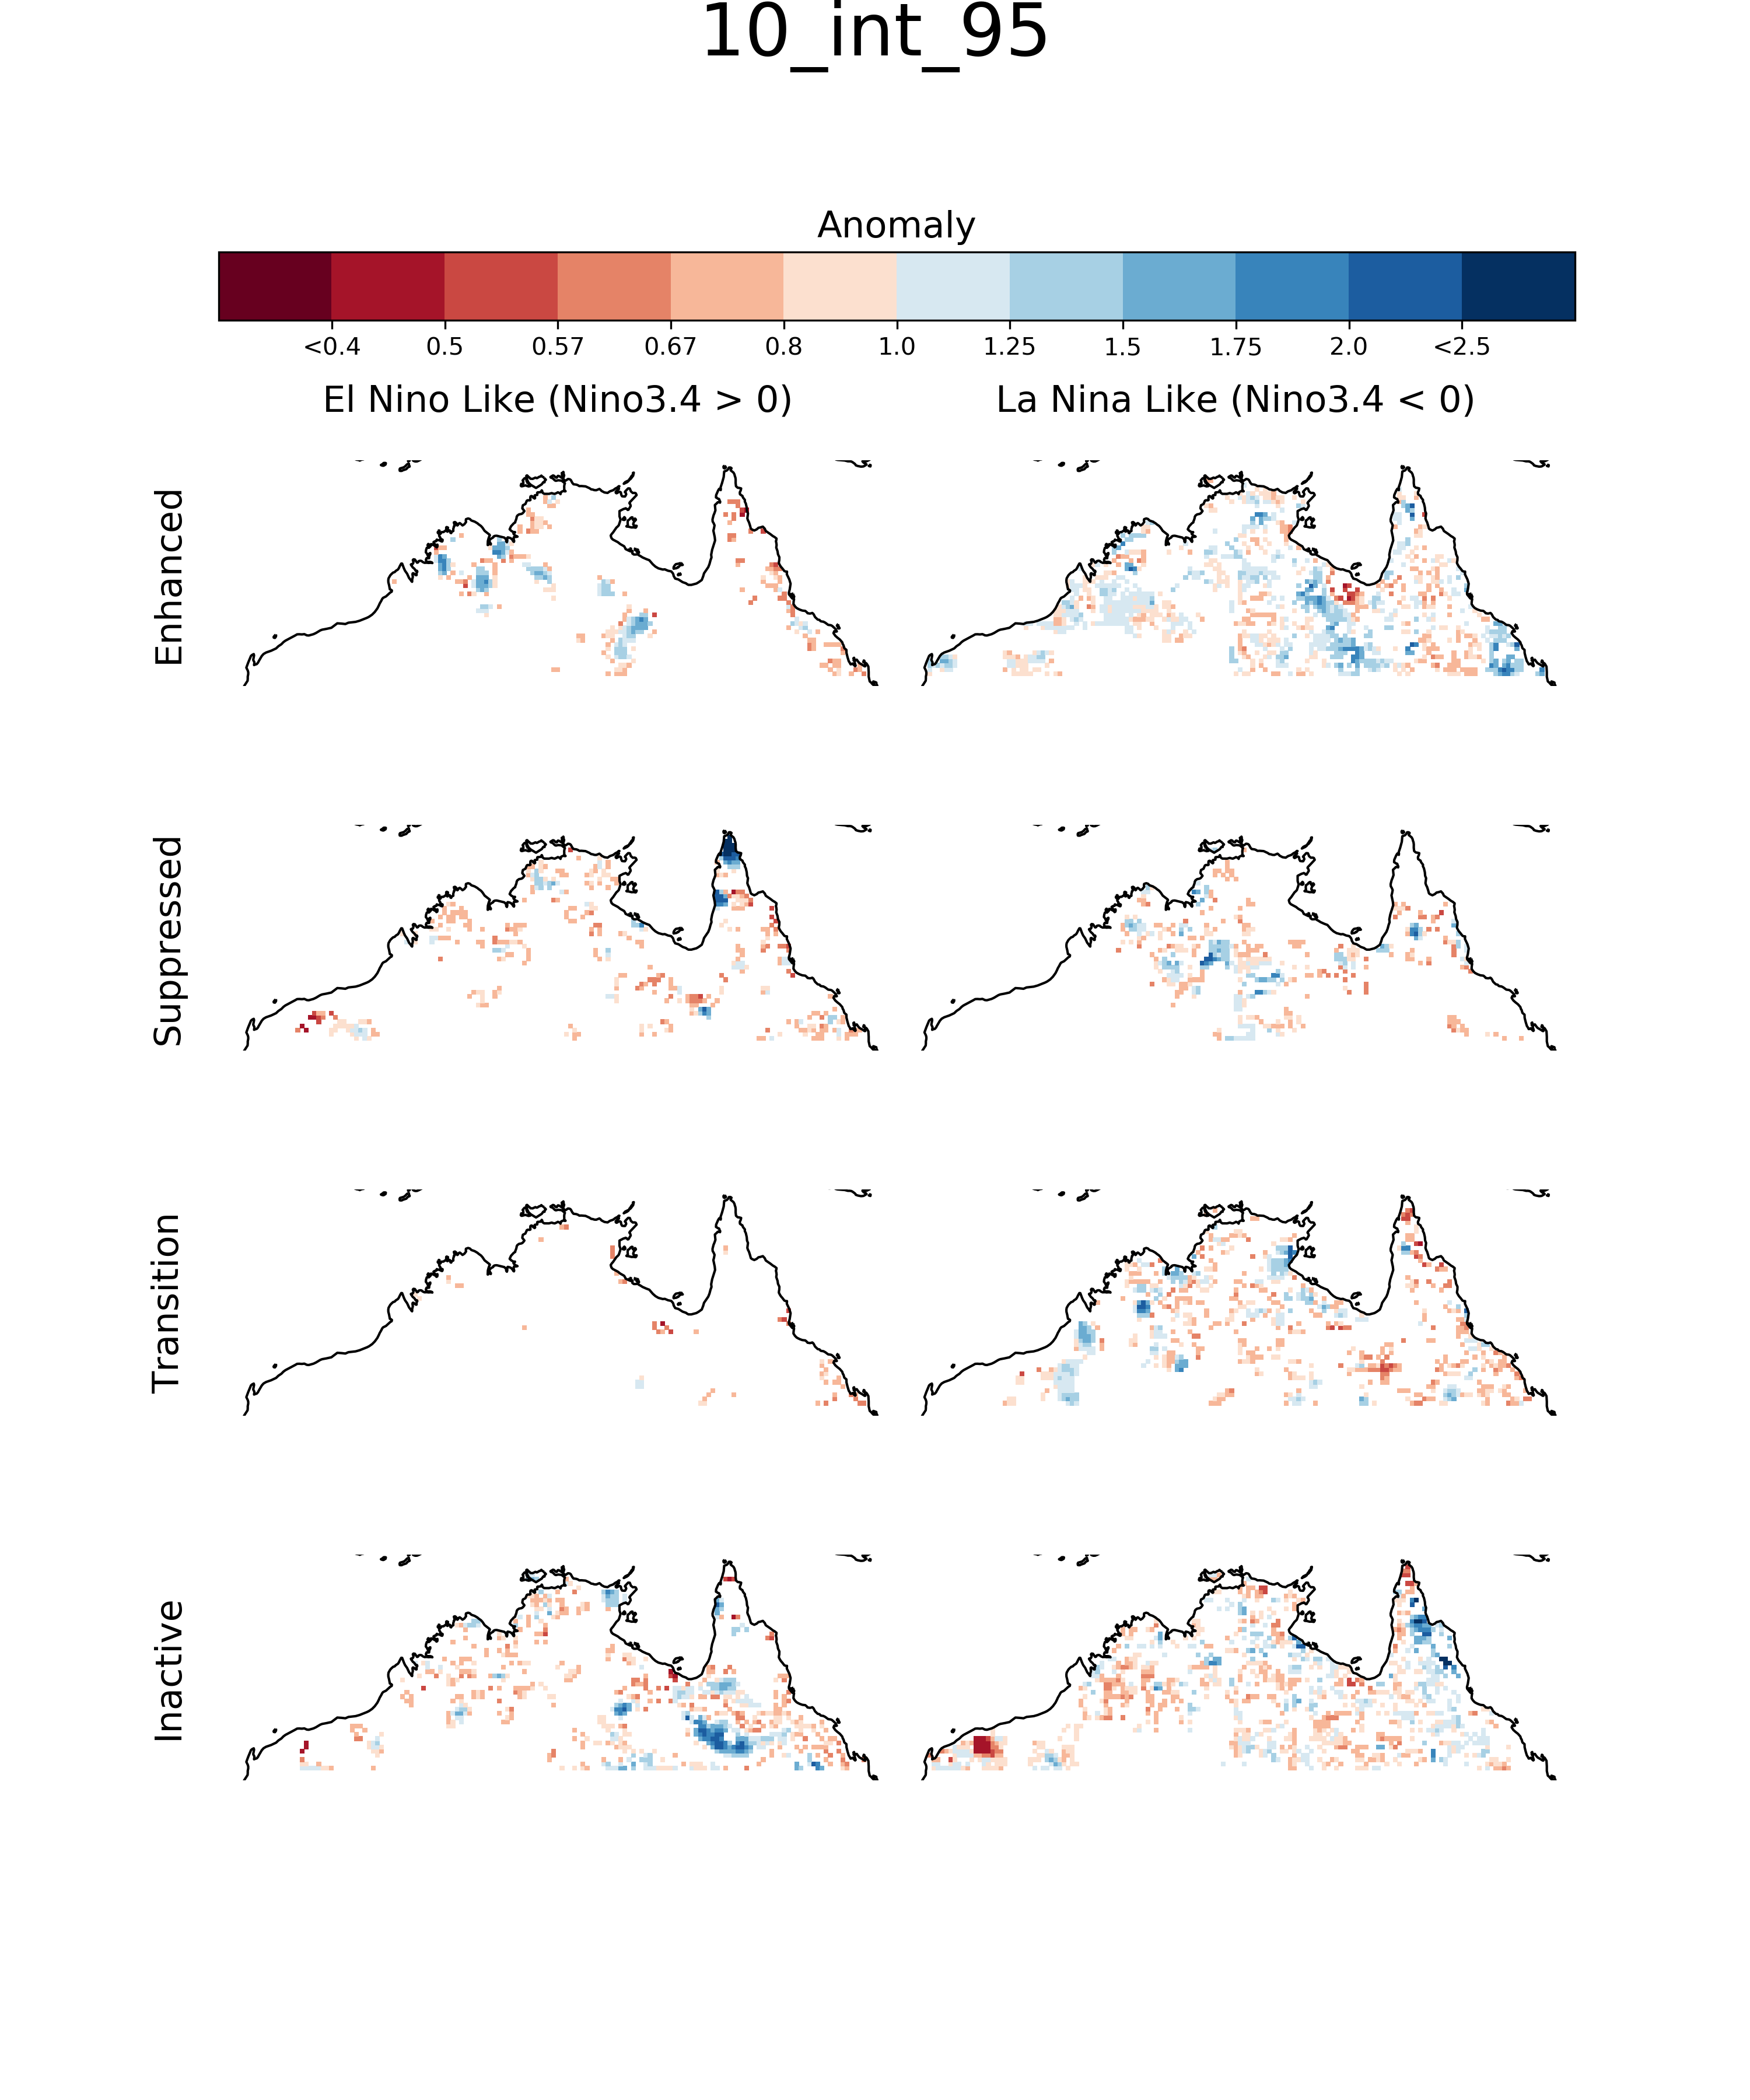 10_int_95
Anomaly
<0.4 0.5 0.57 0.67 0.8 1.0 1.25 1.5 1.75 2.0 <2.5
El Nino Like (Nino3.4 > 0) La Nina Like (Nino3.4 < 0)
Enhanced
Suppressed
Transition
Inactive